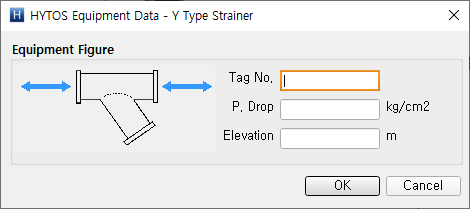 H HYTOS Equipment Data - Y Type Strainer
Equipment Figure
Tag No.
P. Drop kg/cm2
Elevation m
OK Cancel